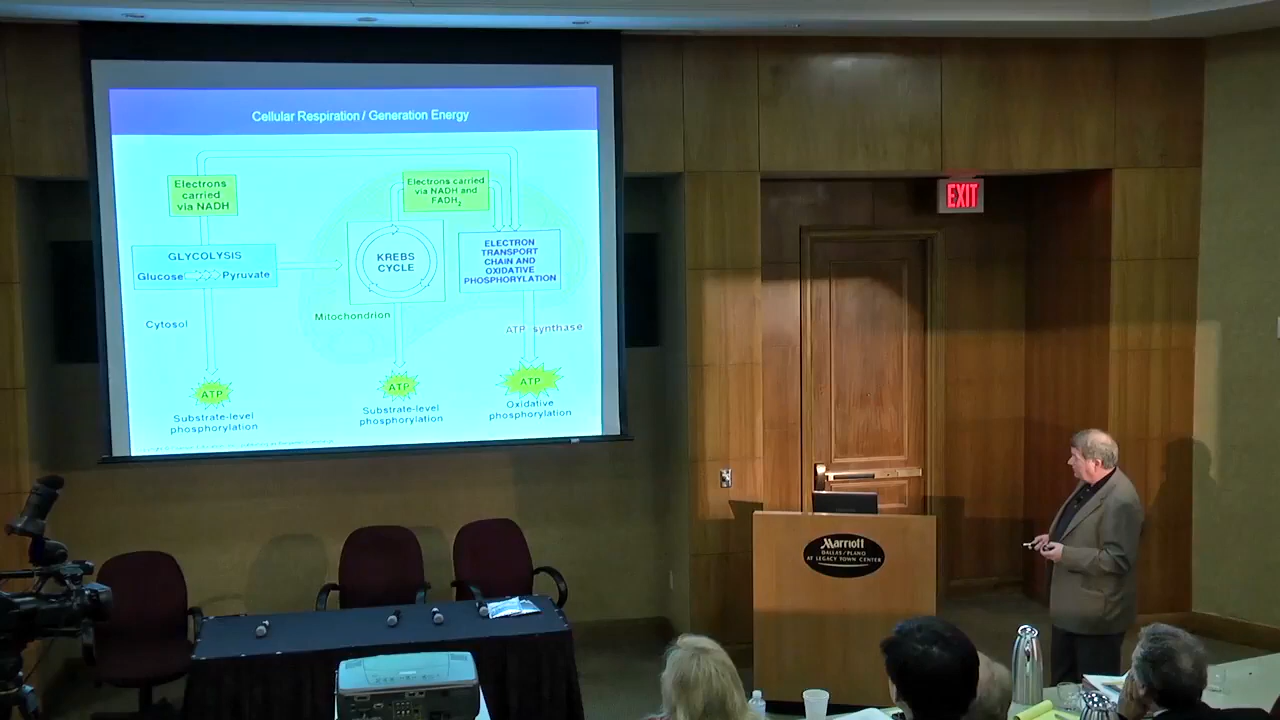 Cellular Respiration / Generation Energy
Electrons
carried
via NADH
Electrons carried
via NADH and
FADH2
GLYCOLYSIS
Glucose
Pyruvate
KREBS
CYCLE
ELECTRON
TRANSPORT
CHAIN AND
OXIDATIVE
PHOSPHORYLATION
Cytosol
Mitochondrion
ATP synthase
ATP
ATP
ATP
Substrate-level
phosphorylation
Substrate-level
phosphorylation
Oxidative
phosphorylation
EXIT
Marriott
DALLAS/PLANO
AT LEGACY TOWN CENTER